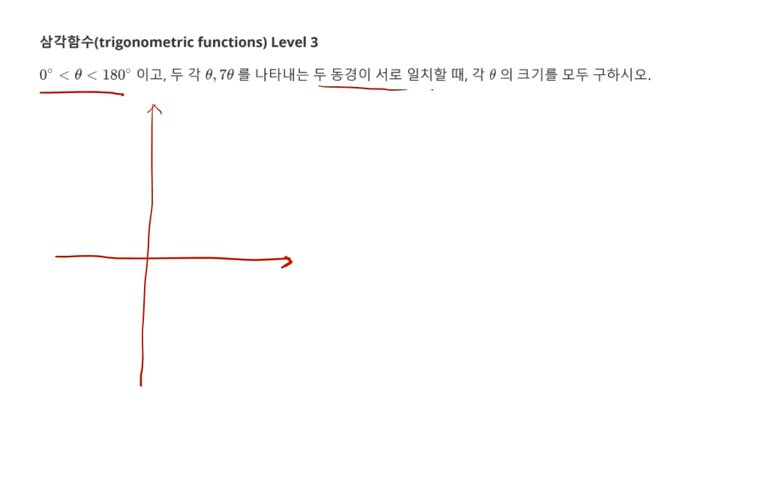 삼각함수(trigonometric functions) Level 3
0° < θ < 180° 이고, 두 각 θ, 7θ 를 나타내는 두 동경이 서로 일치할 때, 각 θ 의 크기를 모두 구하시오.